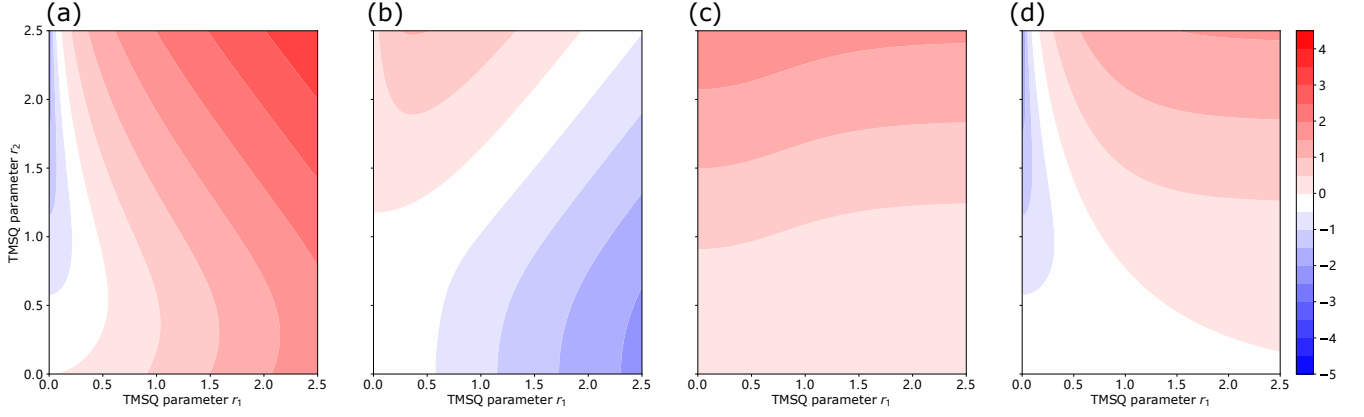 (a) (b) (c) (d)
2.5
2.0
1.5
1.0
0.5
0.0
TMSQ parameter r₂
0.0 0.5 1.0 1.5 2.0 2.5
TMSQ parameter r₁
0.0 0.5 1.0 1.5 2.0 2.5
TMSQ parameter r₁
0.0 0.5 1.0 1.5 2.0 2.5
TMSQ parameter r₁
0.0 0.5 1.0 1.5 2.0 2.5
TMSQ parameter r₁
4
3
2
1
0
−1
−2
−3
−4
−5